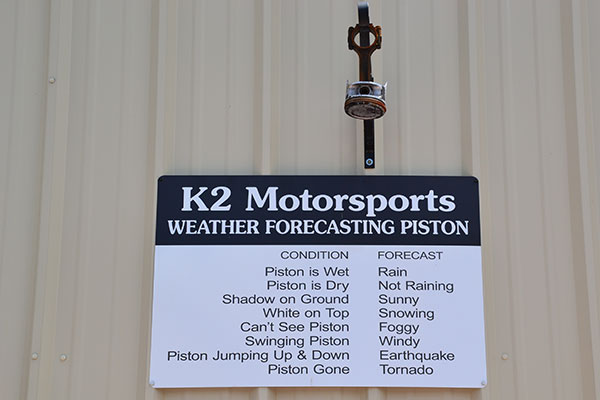 K2 Motorsports
WEATHER FORECASTING PISTON
CONDITION FORECAST
Piston is Wet Rain
Piston is Dry Not Raining
Shadow on Ground Sunny
White on Top Snowing
Can't See Piston Foggy
Swinging Piston Windy
Piston Jumping Up & Down Earthquake
Piston Gone Tornado